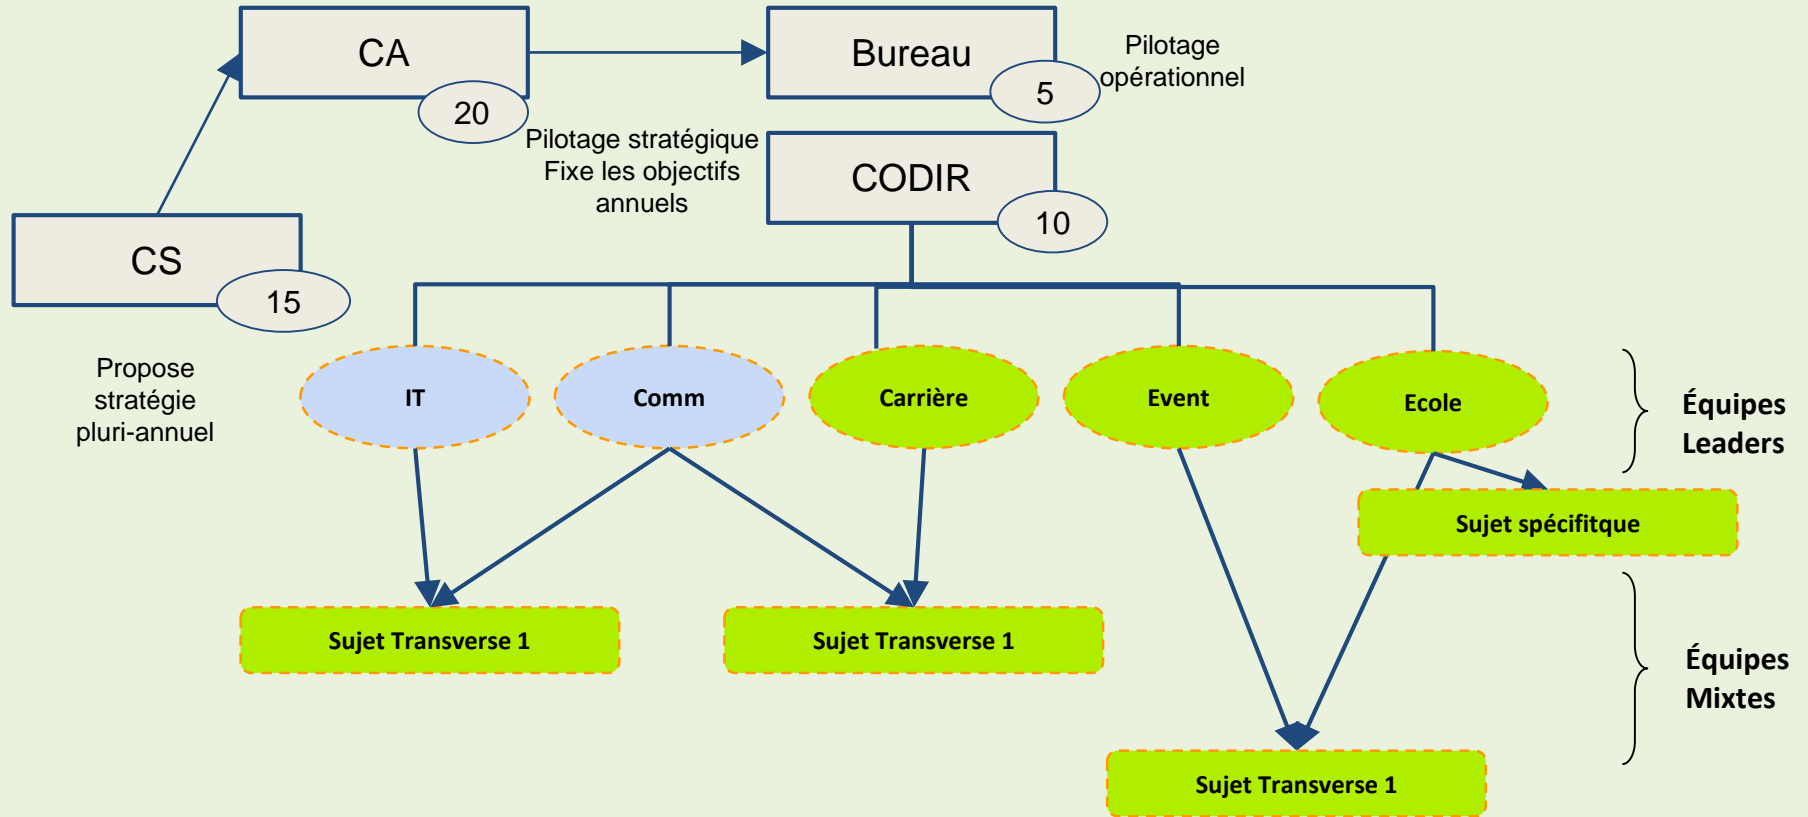 CA
20
Bureau
5
Pilotage
opérationnel
Pilotage stratégique
Fixe les objectifs
annuels
CODIR
10
CS
15
Propose
stratégie
pluri-annuel
IT
Comm
Carrière
Event
Ecole
Équipes
Leaders
Sujet spécifitque
Sujet Transverse 1
Sujet Transverse 1
Équipes
Mixtes
Sujet Transverse 1